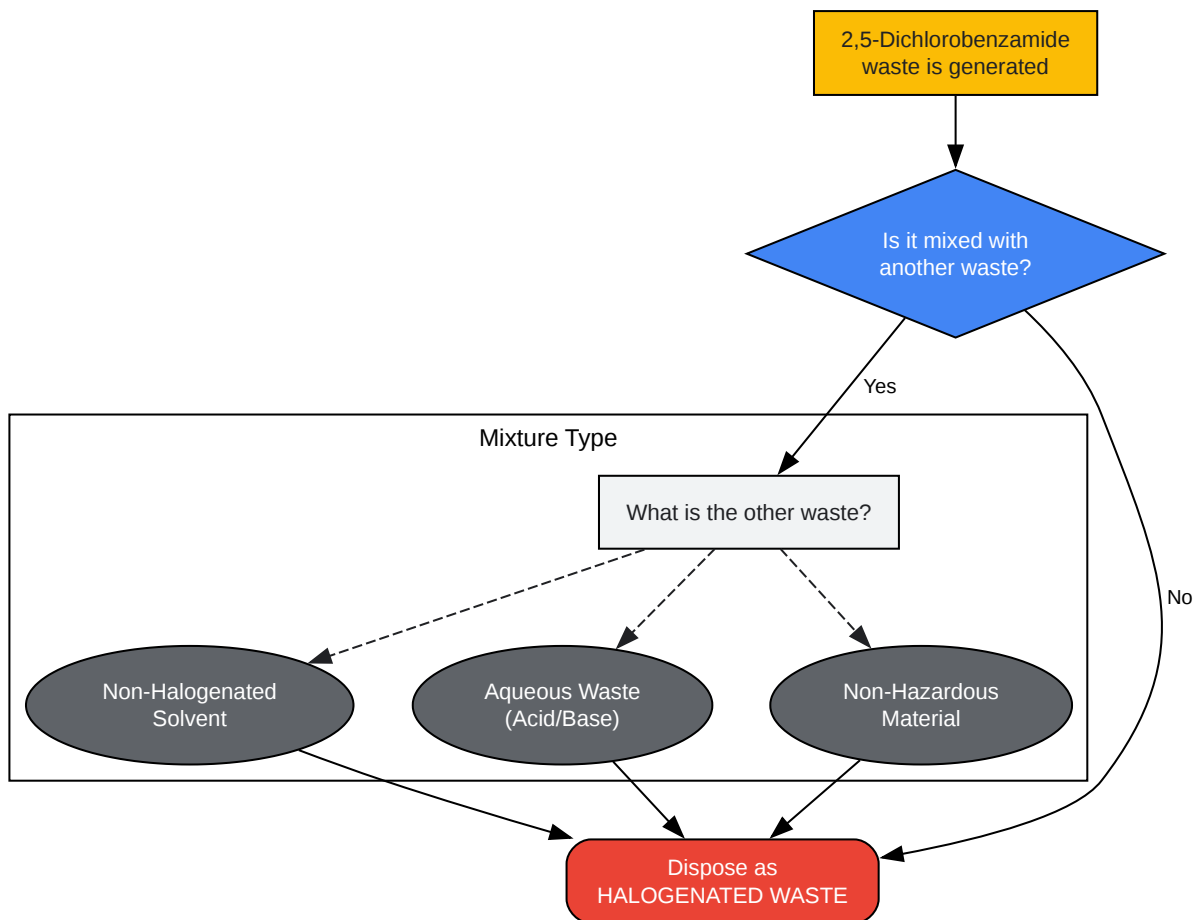 2,5-Dichlorobenzamide
waste is generated
Is it mixed with
another waste?
Yes
No
Mixture Type
What is the other waste?
Non-Halogenated
Solvent
Aqueous Waste
(Acid/Base)
Non-Hazardous
Material
Dispose as
HALOGENATED WASTE